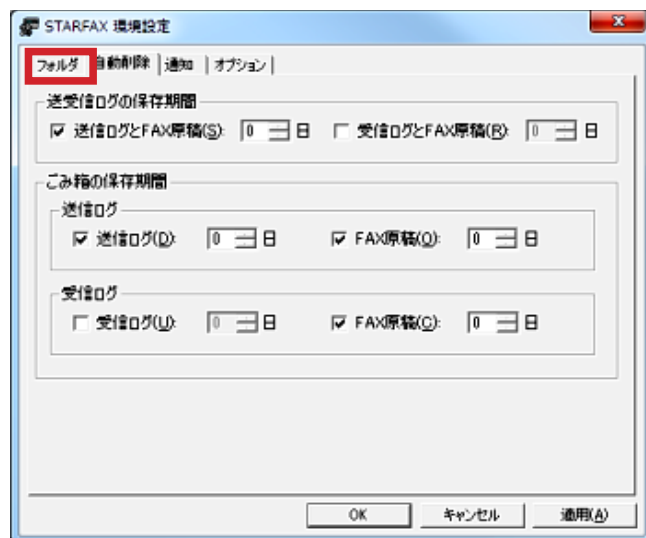 STARFAX 環境設定
フォルダ 自動削除 通知 オプション
送受信ログの保存期間
送信ログとFAX原稿(S): 0 日 受信ログとFAX原稿(R): 0 日
ごみ箱の保存期間
送信ログ
送信ログ(D): 0 日 FAX原稿(O): 0 日
受信ログ
受信ログ(U): 0 日 FAX原稿(C): 0 日
OK キャンセル 適用(A)